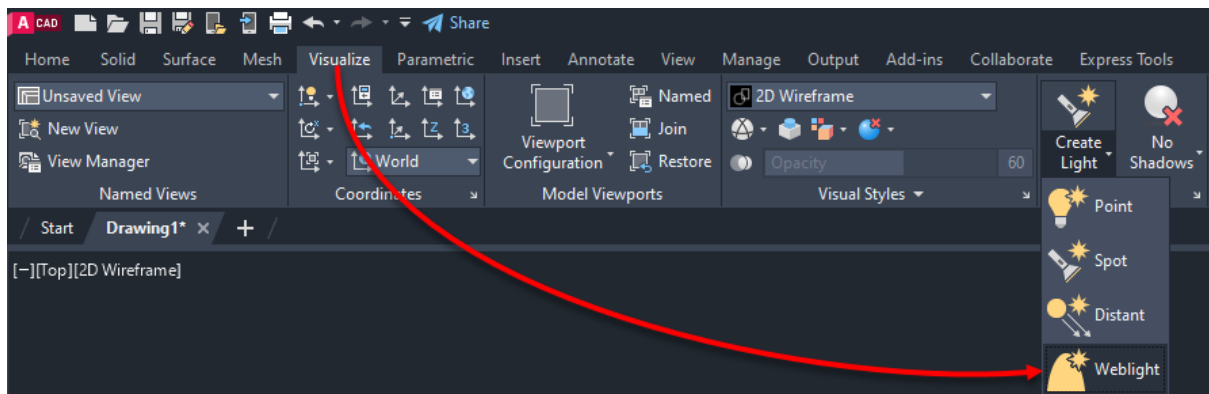 A CAD Share
Home Solid Surface Mesh Visualize Parametric Insert Annotate View Manage Output Add-ins Collaborate Express Tools
Unsaved View
New View
View Manager
Named Views
World
Coordinates
Viewport
Configuration
Named
Join
Restore
Model Viewports
2D Wireframe
Opacity 60
Visual Styles
Create
Light
No
Shadows
Point
Spot
Distant
Weblight
Start Drawing1*
[−][Top][2D Wireframe]